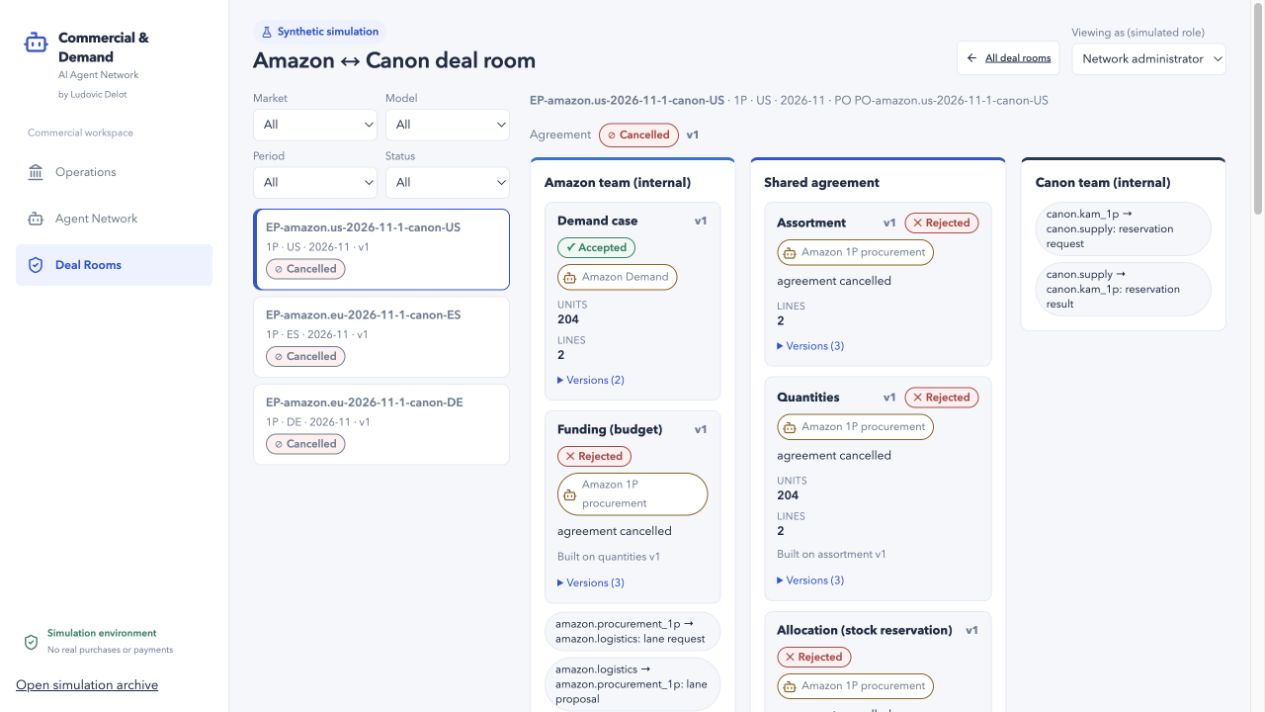 Commercial &
Demand
AI Agent Network
by Ludovic Delot
Commercial workspace
Operations
Agent Network
Deal Rooms
Simulation environment
No real purchases or payments
Open simulation archive
Synthetic simulation
Amazon ↔ Canon deal room
← All deal rooms
Viewing as (simulated role)
Network administrator
Market
All
Model
All
Period
All
Status
All
EP-amazon.us-2026-11-1-canon-US
1P · US · 2026-11 · v1
⊘ Cancelled
EP-amazon.eu-2026-11-1-canon-ES
1P · ES · 2026-11 · v1
⊘ Cancelled
EP-amazon.eu-2026-11-1-canon-DE
1P · DE · 2026-11 · v1
⊘ Cancelled
EP-amazon.us-2026-11-1-canon-US · 1P · US · 2026-11 · PO PO-amazon.us-2026-11-1-canon-US
Agreement ⊘ Cancelled v1
Amazon team (internal)
Demand case v1
✓ Accepted
Amazon Demand
UNITS
204
LINES
2
▶ Versions (2)
Funding (budget) v1
✕ Rejected
Amazon 1P
procurement
agreement cancelled
Built on quantities v1
▶ Versions (3)
amazon.procurement_1p →
amazon.logistics: lane request
amazon.logistics →
amazon.procurement_1p: lane
proposal
Shared agreement
Assortment v1 ✕ Rejected
Amazon 1P procurement
agreement cancelled
LINES
2
▶ Versions (3)
Quantities v1 ✕ Rejected
Amazon 1P procurement
agreement cancelled
UNITS
204
LINES
2
Built on assortment v1
▶ Versions (3)
Allocation (stock reservation) v1
✕ Rejected
Amazon 1P procurement
Canon team (internal)
canon.kam_1p →
canon.supply: reservation
request
canon.supply →
canon.kam_1p: reservation
result